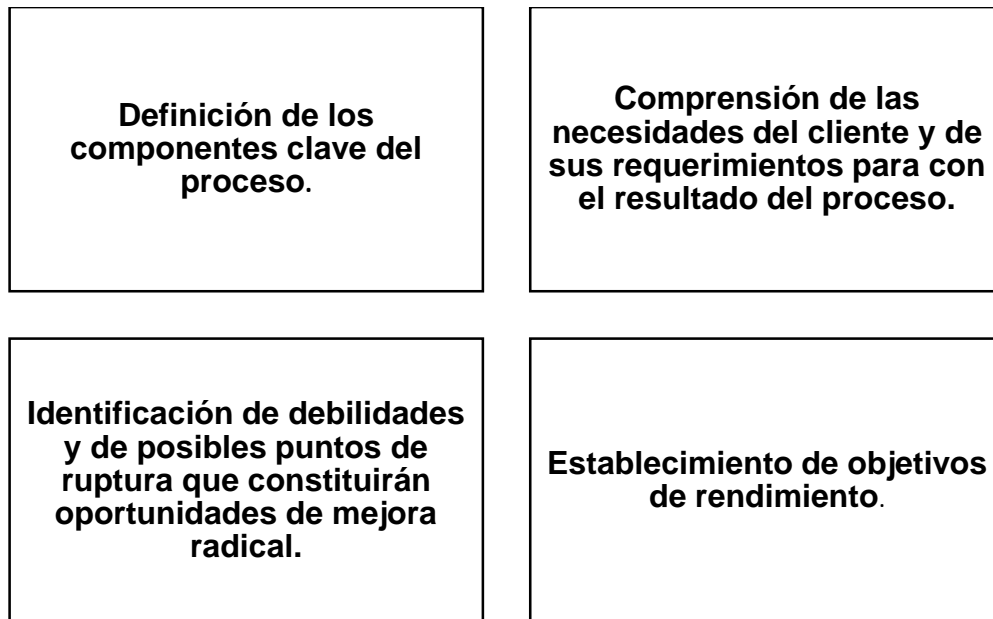 Definición de los
componentes clave del
proceso.
Comprensión de las
necesidades del cliente y de
sus requerimientos para con
el resultado del proceso.
Identificación de debilidades
y de posibles puntos de
ruptura que constituirán
oportunidades de mejora
radical.
Establecimiento de objetivos
de rendimiento.